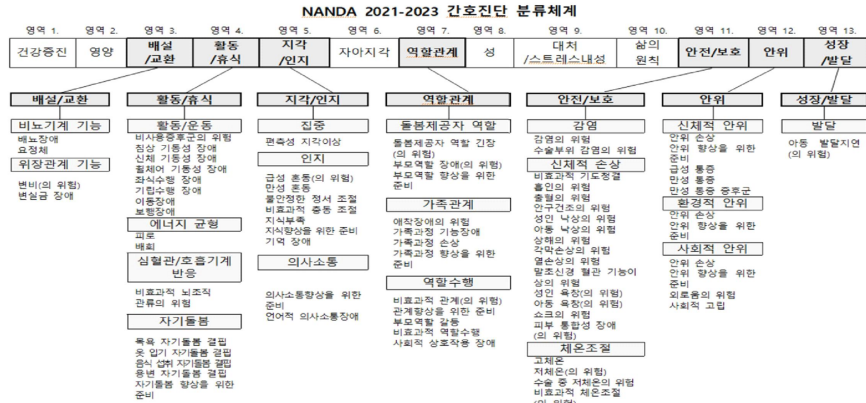 NANDA 2021-2023 간호진단 분류체계
영역 1. 영역 2. 영역 3. 영역 4. 영역 5. 영역 6. 영역 7. 영역 8. 영역 9. 영역 10. 영역 11. 영역 12. 영역 13.
건강증진
영양
배설
/교환
활동
/휴식
지각
/인지
자아지각
역할관계
성
대처
/스트레스내성
삶의
원칙
안전/보호
안위
성장
/발달
배설/교환
비뇨기계 기능
배뇨장애
요정체
위장관계 기능
변비(의 위험)
변실금 장애
활동/휴식
활동/운동
비사용증후군의 위험
침상 기동성 장애
신체 기동성 장애
휠체어 기동성 장애
좌식수행 장애
기립수행 장애
이동장애
보행장애
에너지 균형
피로
배회
심혈관/호흡기계
반응
비효과적 뇌조직
관류의 위험
자기돌봄
목욕 자기돌봄 결핍
옷 입기 자기돌봄 결핍
음식 섭취 자기돌봄 결핍
용변 자기돌봄 결핍
자기돌봄 향상을 위한
준비
지각/인지
집중
편측성 지각이상
인지
급성 혼동(의 위험)
만성 혼동
불안정한 정서 조절
비효과적 충동 조절
지식부족
지식향상을 위한 준비
기억 장애
의사소통
의사소통향상을 위한
준비
언어적 의사소통장애
역할관계
돌봄제공자 역할
돌봄제공자 역할 긴장
(의 위험)
부모역할 장애(의 위험)
부모역할 향상을 위한
준비
가족관계
애착장애의 위험
가족과정 기능장애
가족과정 손상
가족과정 향상을 위한
준비
역할수행
비효과적 관계(의 위험)
관계향상을 위한 준비
부모역할 갈등
비효과적 역할수행
사회적 상호작용 장애
안전/보호
감염
감염의 위험
수술부위 감염의 위험
신체적 손상
비효과적 기도청결
흡인의 위험
출혈의 위험
안구건조의 위험
성인 낙상의 위험
아동 낙상의 위험
상해의 위험
각막손상의 위험
열손상의 위험
말초신경 혈관 기능이
상의 위험
성인 욕창(의 위험)
아동 욕창(의 위험)
쇼크의 위험
피부 통합성 장애
(의 위험)
체온조절
고체온
저체온(의 위험)
수술 중 저체온의 위험
비효과적 체온조절
(의 위험)
안위
신체적 안위
안위 손상
안위 향상을 위한
준비
급성 통증
만성 통증
만성 통증 증후군
환경적 안위
안위 손상
안위 향상을 위한
준비
사회적 안위
안위 손상
안위 향상을 위한
준비
외로움의 위험
사회적 고립
성장/발달
발달
아동 발달지연
(의 위험)